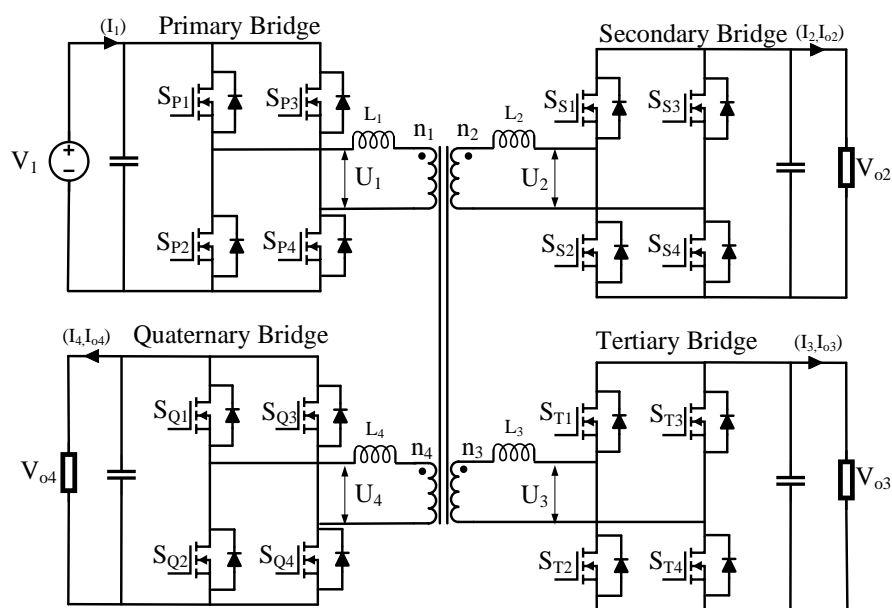 (I1) Primary Bridge
Secondary Bridge (I2,Io2)
SP1 SP3
SS1 SS3
L1 n1 n2 L2
V1 + −
U1 U2
Vo2
SP2 SP4
SS2 SS4
(I4,Io4) Quaternary Bridge
Tertiary Bridge (I3,Io3)
SQ1 SQ3
ST1 ST3
L4 n4 n3 L3
Vo4
U4 U3
Vo3
SQ2 SQ4
ST2 ST4